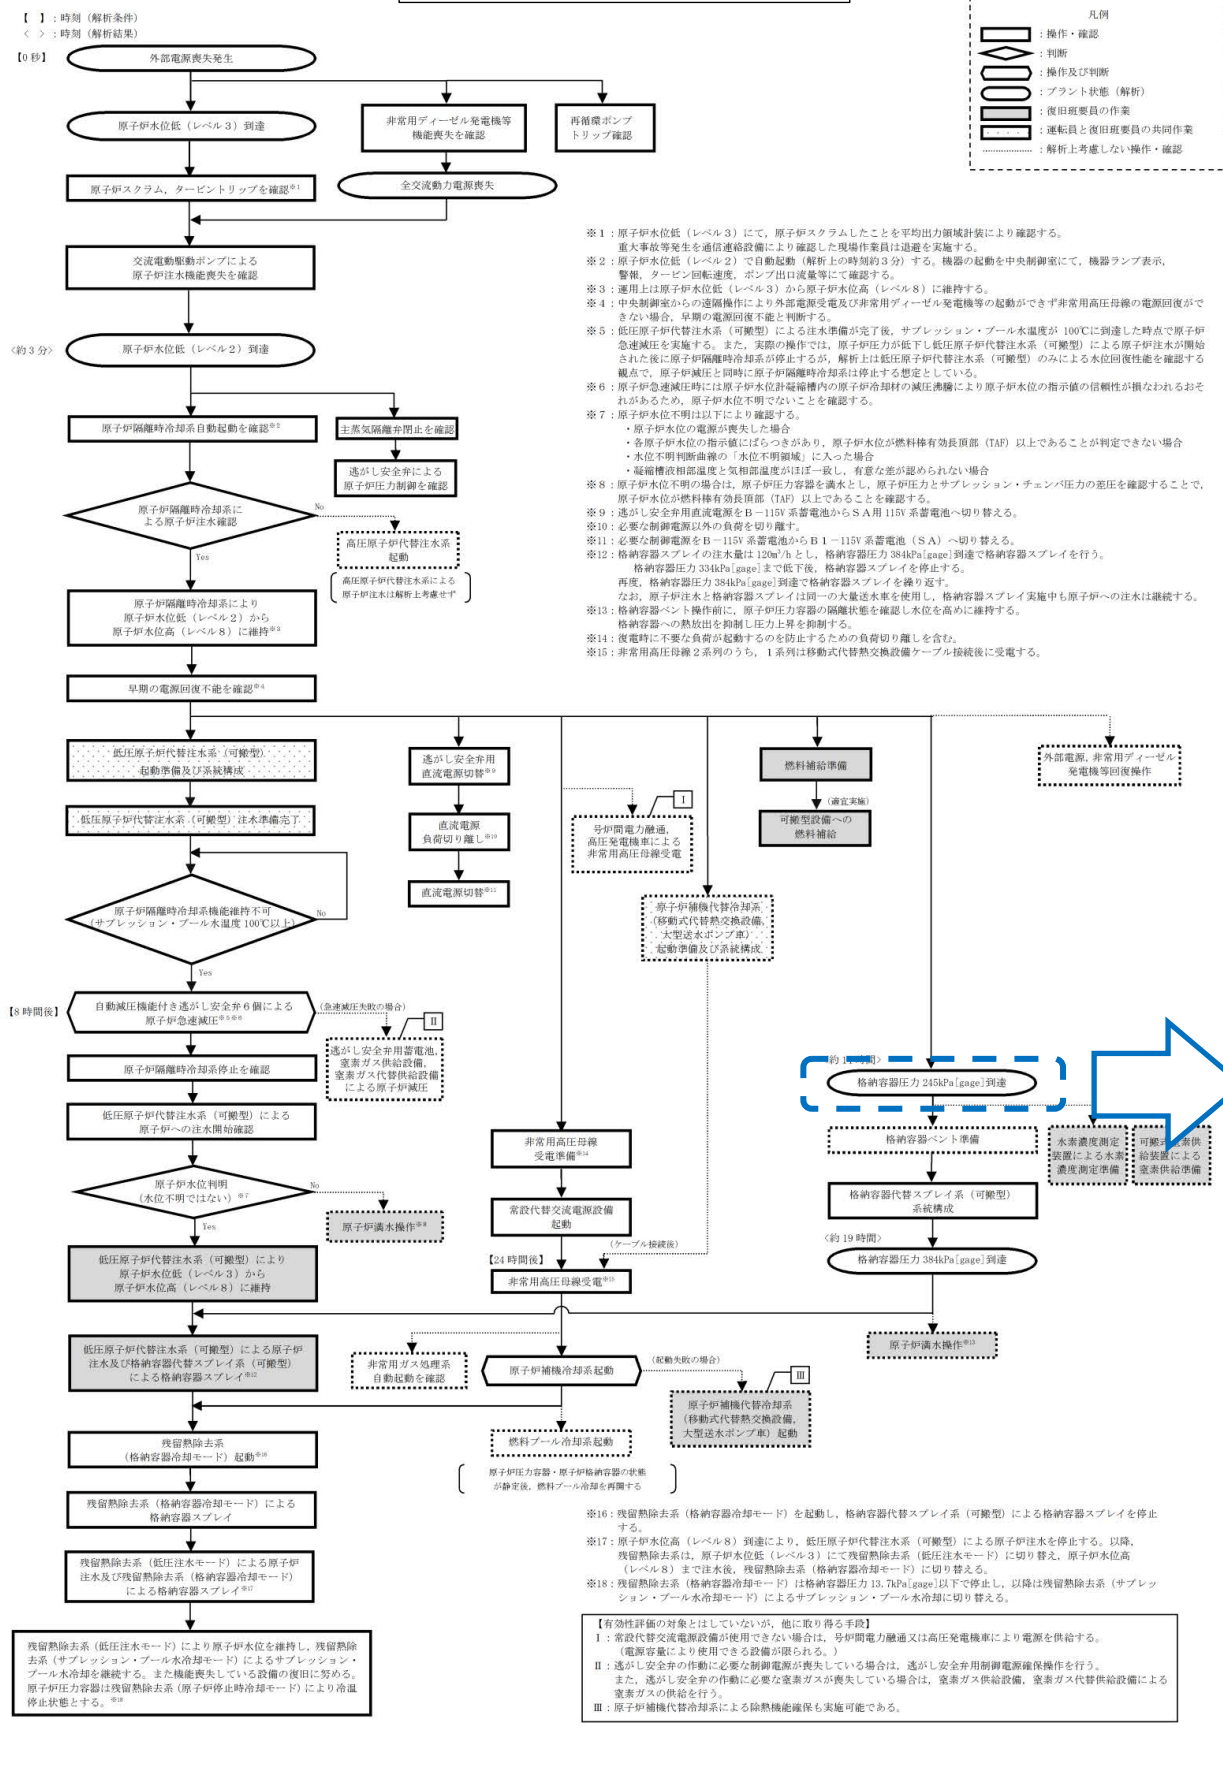 【 】：時刻（解析条件）
＜ ＞：時刻（解析結果）
凡例
：操作・確認
：判断
：操作及び判断
：プラント状態（解析）
：復旧班要員の作業
：運転員と復旧班要員の共同作業
：解析上考慮しない操作・確認
【0秒】
外部電源喪失発生
原子炉水位低（レベル３）到達
非常用ディーゼル発電機等
機能喪失を確認
再循環ポンプ
トリップ確認
原子炉スクラム，タービントリップを確認※1
全交流動力電源喪失
交流電動駆動ポンプによる
原子炉注水機能喪失を確認
＜約３分＞
原子炉水位低（レベル２）到達
原子炉隔離時冷却系自動起動を確認※2
主蒸気隔離弁閉止を確認
逃がし安全弁による
原子炉圧力制御を確認
原子炉隔離時冷却系に
よる原子炉注水確認
No
Yes
高圧原子炉代替注水系
起動
高圧原子炉代替注水系による
原子炉注水は解析上考慮せず
原子炉隔離時冷却系により
原子炉水位低（レベル２）から
原子炉水位高（レベル８）に維持※3
早期の電源回復不能を確認※4
※１：原子炉水位低（レベル３）にて，原子炉スクラムしたことを平均出力領域計装により確認する。
重大事故等発生を通信連絡設備により確認した現場作業員は退避を実施する。
※２：原子炉水位低（レベル２）で自動起動（解析上の時刻約３分）する。機器の起動を中央制御室にて，機器ランプ表示，
警報，タービン回転速度，ポンプ出口流量等にて確認する。
※３：運用上は原子炉水位低（レベル３）から原子炉水位高（レベル８）に維持する。
※４：中央制御室からの遠隔操作により外部電源受電及び非常用ディーゼル発電機等の起動ができず非常用高圧母線の電源回復がで
きない場合，早期の電源回復不能と判断する。
※５：低圧原子炉代替注水系（可搬型）による注水準備が完了後，サプレッション・プール水温度が 100℃に到達した時点で原子炉
急速減圧を実施する。また，実際の操作では，原子炉圧力が低下し低圧原子炉代替注水系（可搬型）による原子炉注水が開始
された後に原子炉隔離時冷却系が停止するが，解析上は低圧原子炉代替注水系（可搬型）のみによる水位回復性能を確認する
観点で，原子炉減圧と同時に原子炉隔離時冷却系は停止する想定としている。
※６：原子炉急速減圧時には原子炉水位計凝縮槽内の原子炉冷却材の減圧沸騰により原子炉水位の指示値の信頼性が損なわれるおそ
れがあるため，原子炉水位不明でないことを確認する。
※７：原子炉水位不明は以下により確認する。
・原子炉水位の電源が喪失した場合
・各原子炉水位の指示値にばらつきがあり，原子炉水位が燃料棒有効長頂部（TAF）以上であることが判定できない場合
・水位不明判断曲線の「水位不明領域」に入った場合
・凝縮槽液相部温度と気相部温度がほぼ一致し，有意な差が認められない場合
※８：原子炉水位不明の場合は，原子炉圧力容器を満水とし，原子炉圧力とサプレッション・チェンバ圧力の差圧を確認することで，
原子炉水位が燃料棒有効長頂部（TAF）以上であることを確認する。
※９：逃がし安全弁用直流電源をＢ－115V 系蓄電池からＳＡ用 115V 系蓄電池へ切り替える。
※10：必要な制御電源以外の負荷を切り離す。
※11：必要な制御電源をＢ－115V 系蓄電池からＢ１－115V 系蓄電池（ＳＡ）へ切り替える。
※12：格納容器スプレイの注水量は 120m³/h とし，格納容器圧力 384kPa[gage]到達で格納容器スプレイを行う。
格納容器圧力 334kPa[gage]まで低下後，格納容器スプレイを停止する。
再度，格納容器圧力 384kPa[gage]到達で格納容器スプレイを繰り返す。
なお，原子炉注水と格納容器スプレイは同一の大量送水車を使用し，格納容器スプレイ実施中も原子炉への注水は継続する。
※13：格納容器ベント操作前に，原子炉圧力容器の隔離状態を確認し水位を高めに維持する。
格納容器への熱放出を抑制し圧力上昇を抑制する。
※14：復電時に不要な負荷が起動するのを防止するための負荷切り離しを含む。
※15：非常用高圧母線２系列のうち，１系列は移動式代替熱交換設備ケーブル接続後に受電する。
低圧原子炉代替注水系（可搬型）
起動準備及び系統構成
低圧原子炉代替注水系（可搬型）注水準備完了
逃がし安全弁用
直流電源切替※9
直流電源
負荷切り離し※10
直流電源切替※11
Ⅰ
号炉間電力融通，
高圧発電機車による
非常用高圧母線受電
原子炉補機代替冷却系
（移動式代替熱交換設備，
大型送水ポンプ車）
起動準備及び系統構成
燃料補給準備
（適宜実施）
可搬型設備への
燃料補給
外部電源，非常用ディーゼル
発電機等回復操作
原子炉隔離時冷却系機能維持不可
（サプレッション・プール水温度 100℃以上）
No
Yes
【8時間後】
自動減圧機能付き逃がし安全弁６個による
原子炉急速減圧※5※6
（急速減圧失敗の場合）
Ⅱ
逃がし安全弁用蓄電池，
窒素ガス供給設備，
窒素ガス代替供給設備
による原子炉減圧
原子炉隔離時冷却系停止を確認
低圧原子炉代替注水系（可搬型）による
原子炉への注水開始確認
原子炉水位判明
（水位不明ではない）※7
No
Yes
原子炉満水操作※8
低圧原子炉代替注水系（可搬型）により
原子炉水位低（レベル３）から
原子炉水位高（レベル８）に維持
非常用高圧母線
受電準備※14
常設代替交流電源設備
起動
（ケーブル接続後）
【24時間後】
非常用高圧母線受電※15
格納容器圧力 245kPa[gage]到達
格納容器ベント準備
水素濃度測定
装置による水素
濃度測定準備
窒素供給準備
格納容器代替スプレイ系（可搬型）
系統構成
＜約19時間＞
格納容器圧力 384kPa[gage]到達
原子炉満水操作※13
低圧原子炉代替注水系（可搬型）による原子炉
注水及び格納容器代替スプレイ系（可搬型）
による格納容器スプレイ※12
非常用ガス処理系
自動起動を確認
原子炉補機冷却系起動
（起動失敗の場合）
Ⅲ
原子炉補機代替冷却系
（移動式代替熱交換設備，
大型送水ポンプ車）起動
燃料プール冷却系起動
原子炉圧力容器・原子炉格納容器の状態
が静定後，燃料プール冷却を再開する
残留熱除去系
（格納容器冷却モード）起動※16
残留熱除去系（格納容器冷却モード）による
格納容器スプレイ
残留熱除去系（低圧注水モード）による原子炉
注水及び残留熱除去系（格納容器冷却モード）
による格納容器スプレイ※17
残留熱除去系（低圧注水モード）により原子炉水位を維持し，残留熱除
去系（サプレッション・プール水冷却モード）によるサプレッション・
プール水冷却を継続する。また機能喪失している設備の復旧に努める。
原子炉圧力容器は残留熱除去系（原子炉停止時冷却モード）により冷温
停止状態とする。※18
※16：残留熱除去系（格納容器冷却モード）を起動し，格納容器代替スプレイ系（可搬型）による格納容器スプレイを停止
する。
※17：原子炉水位高（レベル８）到達により，低圧原子炉代替注水系（可搬型）による原子炉注水を停止する。以降，
残留熱除去系は，原子炉水位低（レベル３）にて残留熱除去系（低圧注水モード）に切り替え，原子炉水位高
（レベル８）まで注水後，残留熱除去系（格納容器冷却モード）に切り替える。
※18：残留熱除去系（格納容器冷却モード）は格納容器圧力 13.7kPa[gage]以下で停止し，以降は残留熱除去系（サプレッ
ション・プール水冷却モード）によるサプレッション・プール水冷却に切り替える。
【有効性評価の対象とはしていないが，他に取り得る手段】
Ⅰ：常設代替交流電源設備が使用できない場合は，号炉間電力融通又は高圧発電機車により電源を供給する。
（電源容量により使用できる設備が限られる。）
Ⅱ：逃がし安全弁の作動に必要な制御電源が喪失している場合は，逃がし安全弁用制御電源確保操作を行う。
また，逃がし安全弁の作動に必要な窒素ガスが喪失している場合は，窒素ガス供給設備，窒素ガス代替供給設備による
窒素ガスの供給を行う。
Ⅲ：原子炉補機代替冷却系による除熱機能確保も実施可能である。